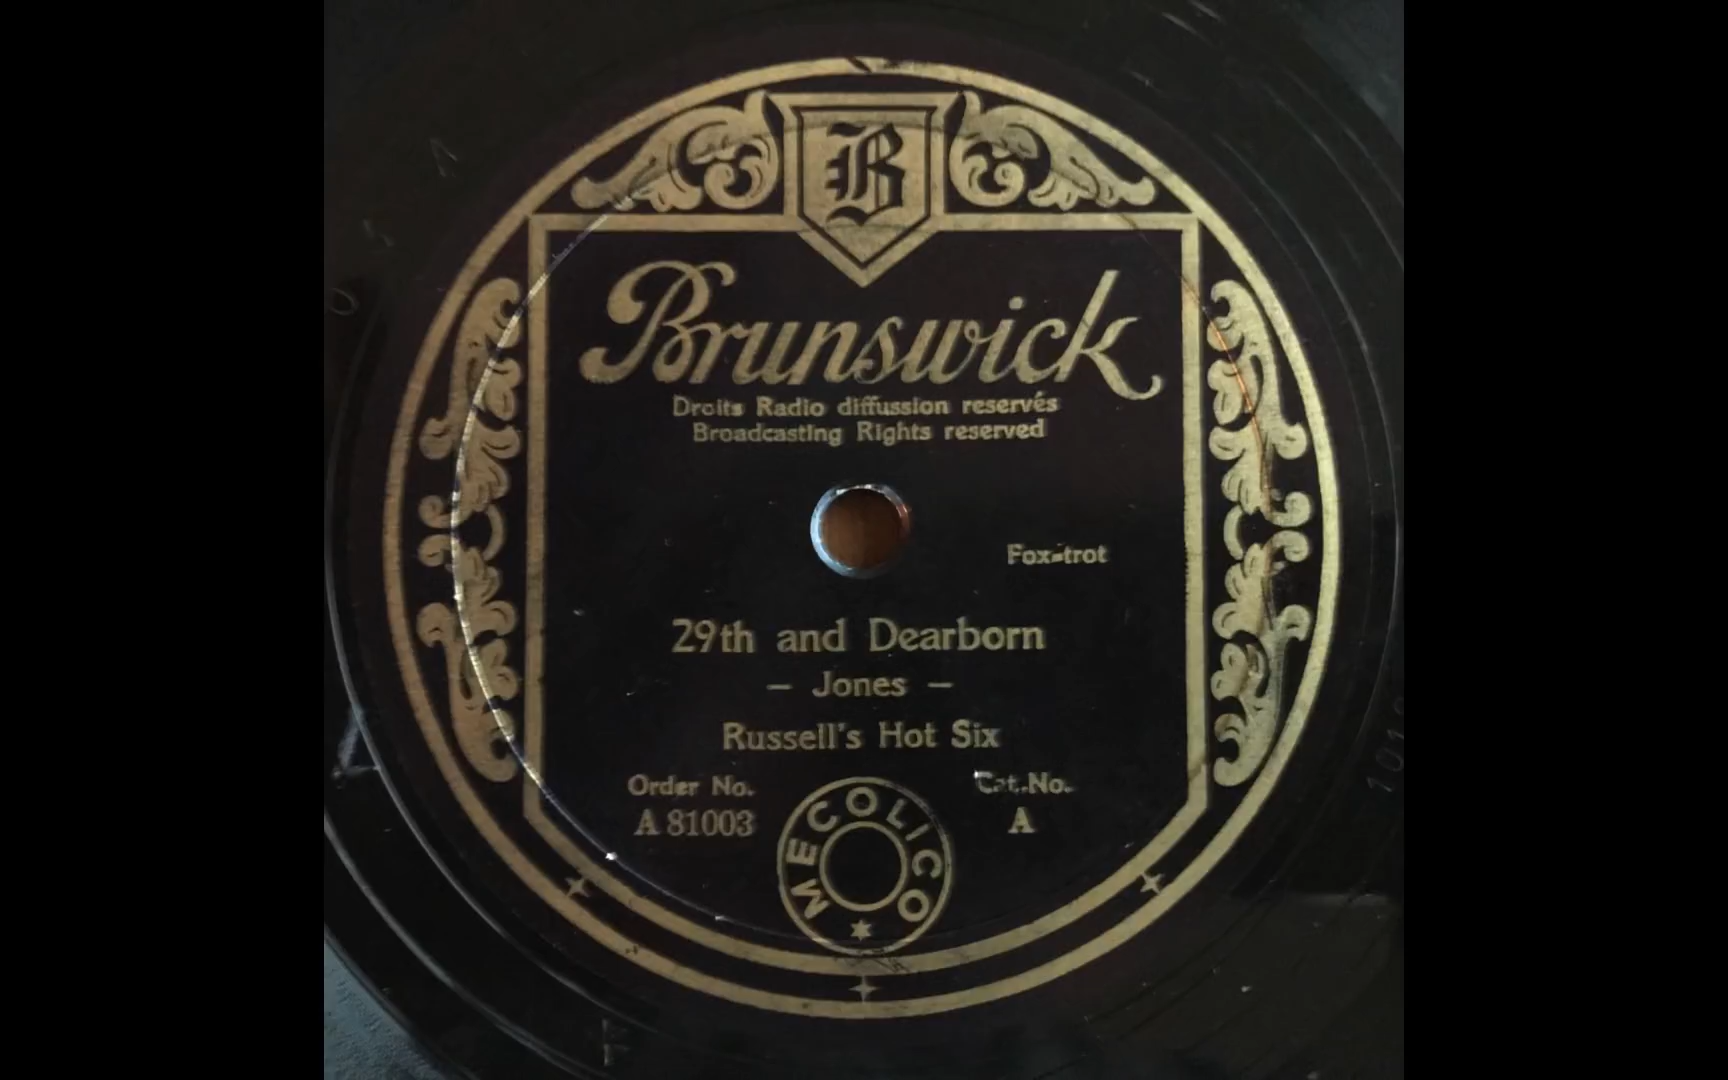 B
Brunswick
Droits Radio diffussion reservés
Broadcasting Rights reserved
Fox-trot
29th and Dearborn
– Jones –
Russell's Hot Six
Order No.
A 81003
Cat. No.
A
MECOLICO